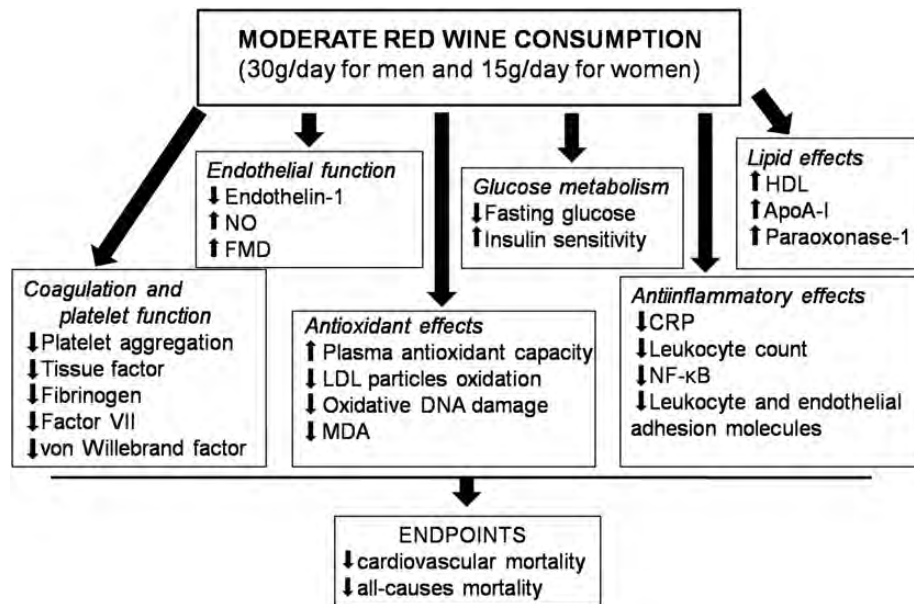 MODERATE RED WINE CONSUMPTION
(30g/day for men and 15g/day for women)
Endothelial function
↓Endothelin-1
↑NO
↑FMD
Glucose metabolism
↓Fasting glucose
↑Insulin sensitivity
Lipid effects
↑HDL
↑ApoA-I
↑Paraoxonase-1
Coagulation and
platelet function
↓Platelet aggregation
↓Tissue factor
↓Fibrinogen
↓Factor VII
↓von Willebrand factor
Antioxidant effects
↑ Plasma antioxidant capacity
↓LDL particles oxidation
↓Oxidative DNA damage
↓MDA
Antiinflammatory effects
↓CRP
↓Leukocyte count
↓NF-κB
↓Leukocyte and endothelial
adhesion molecules
ENDPOINTS
↓cardiovascular mortality
↓all-causes mortality